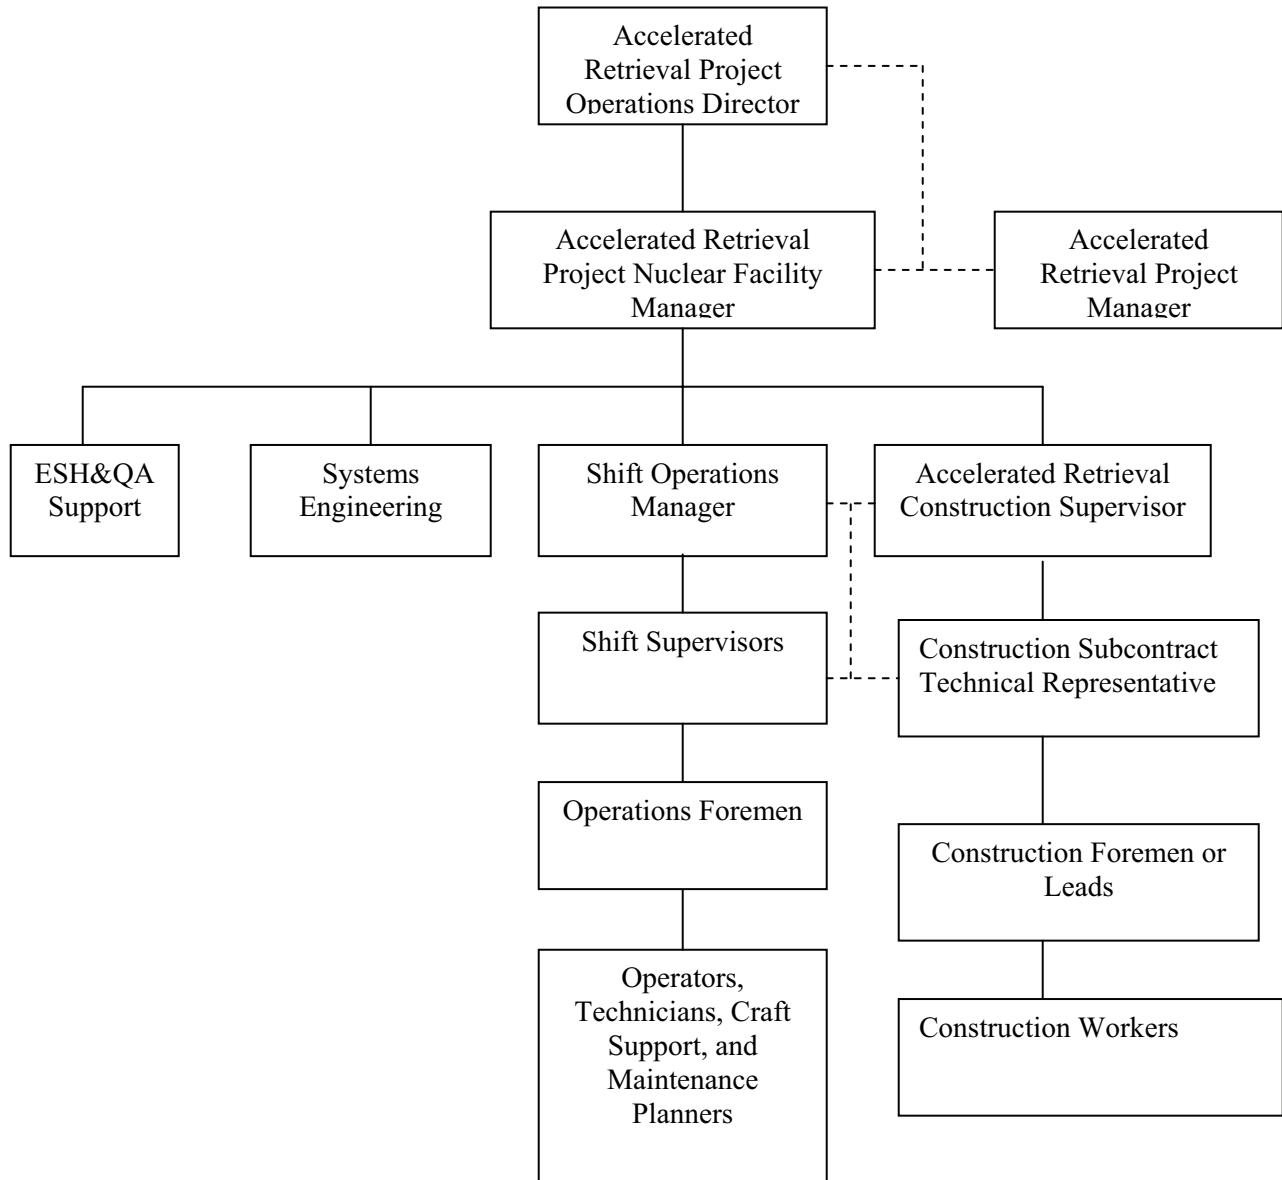 Accelerated
Retrieval Project
Operations Director
Accelerated Retrieval
Project Nuclear Facility
Manager
Accelerated
Retrieval Project
Manager
ESH&QA
Support
Systems
Engineering
Shift Operations
Manager
Accelerated Retrieval
Construction Supervisor
Shift Supervisors
Construction Subcontract
Technical Representative
Operations Foremen
Construction Foremen or
Leads
Operators,
Technicians, Craft
Support, and
Maintenance
Planners
Construction Workers